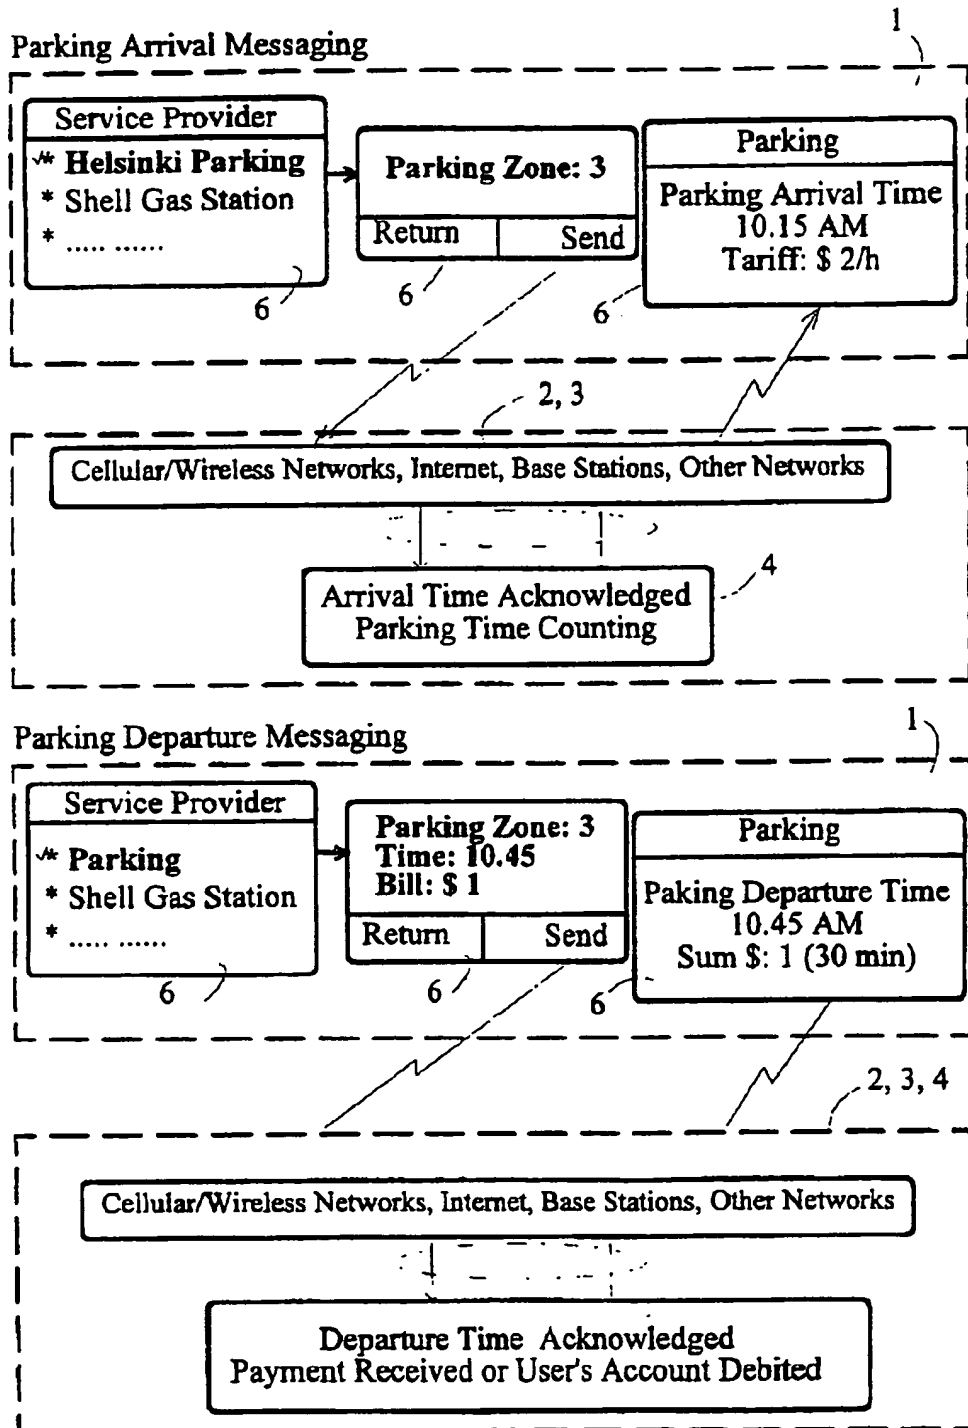 1
Parking Arrival Messaging
Service Provider
* Helsinki Parking
* Shell Gas Station
* ..... ......
6
Parking Zone: 3
Return Send
6
Parking
Parking Arrival Time
10.15 AM
Tariff: $ 2/h
6
2, 3
Cellular/Wireless Networks, Internet, Base Stations, Other Networks
4
Arrival Time Acknowledged
Parking Time Counting
1
Parking Departure Messaging
Service Provider
* Parking
* Shell Gas Station
* ..... ......
6
Parking Zone: 3
Time: 10.45
Bill: $ 1
Return Send
6
Parking
Paking Departure Time
10.45 AM
Sum $: 1 (30 min)
6
2, 3, 4
Cellular/Wireless Networks, Internet, Base Stations, Other Networks
Departure Time Acknowledged
Payment Received or User's Account Debited